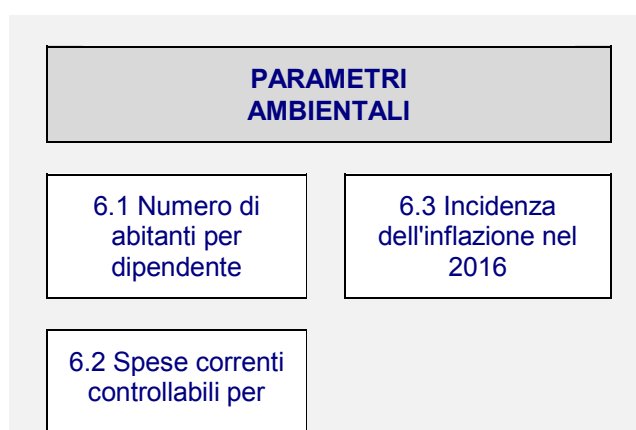 PARAMETRI
AMBIENTALI
6.1 Numero di
abitanti per
dipendente
6.3 Incidenza
dell'inflazione nel
2016
6.2 Spese correnti
controllabili per